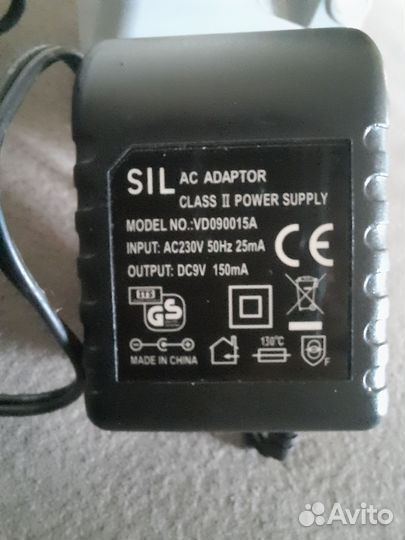 SIL AC ADAPTOR
CLASS II POWER SUPPLY
MODEL NO.:VD090015A
INPUT: AC230V 50Hz 25mA
OUTPUT: DC9V 150mA
CE
GS
130°C
F
MADE IN CHINA
Avito